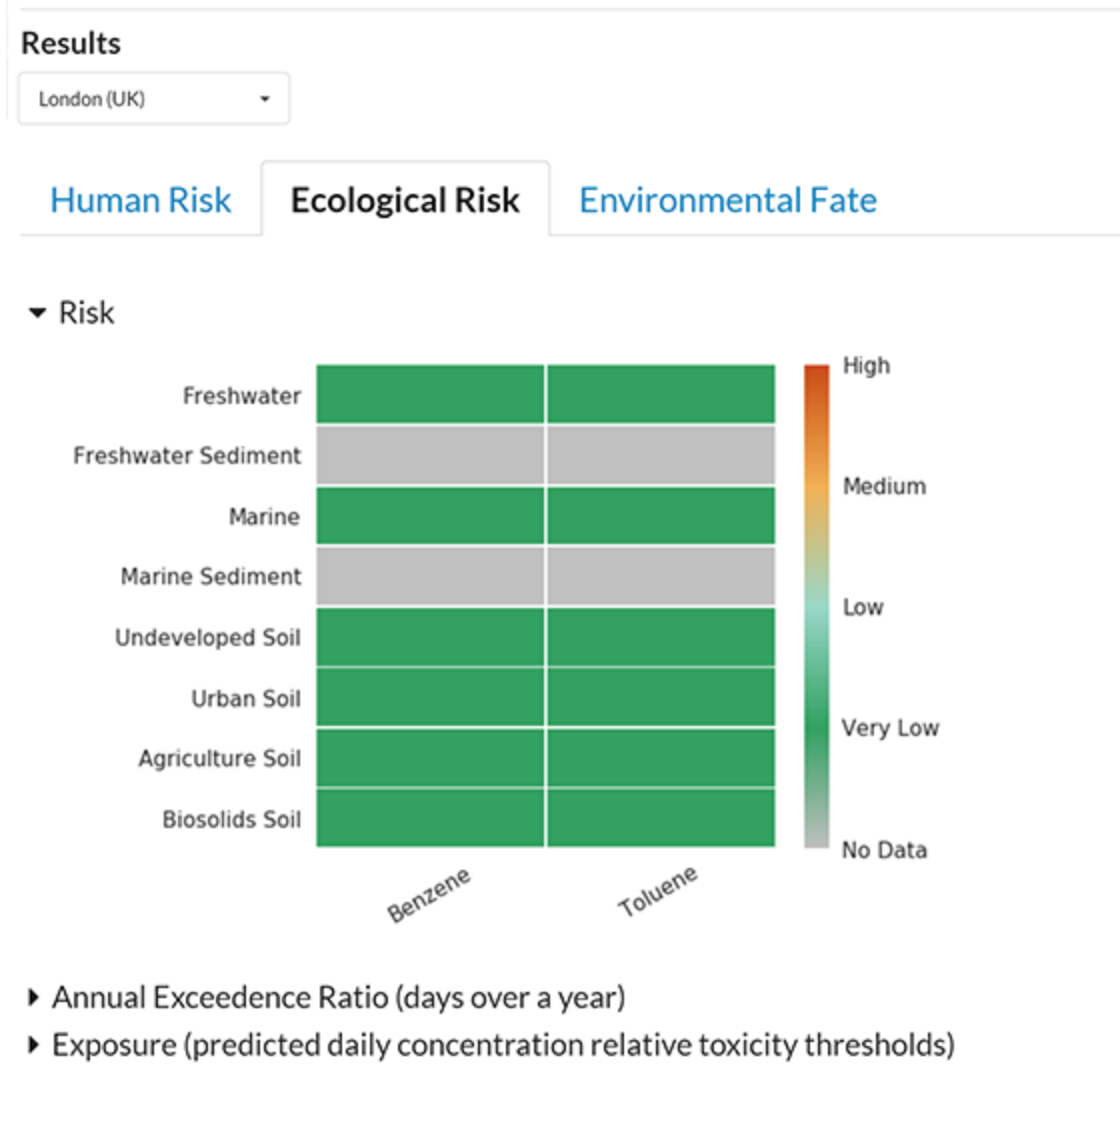 Results
London (UK)
Human Risk
Ecological Risk
Environmental Fate
Risk
Freshwater
Freshwater Sediment
Marine
Marine Sediment
Undeveloped Soil
Urban Soil
Agriculture Soil
Biosolids Soil
Benzene
Toluene
High
Medium
Low
Very Low
No Data
Annual Exceedence Ratio (days over a year)
Exposure (predicted daily concentration relative toxicity thresholds)